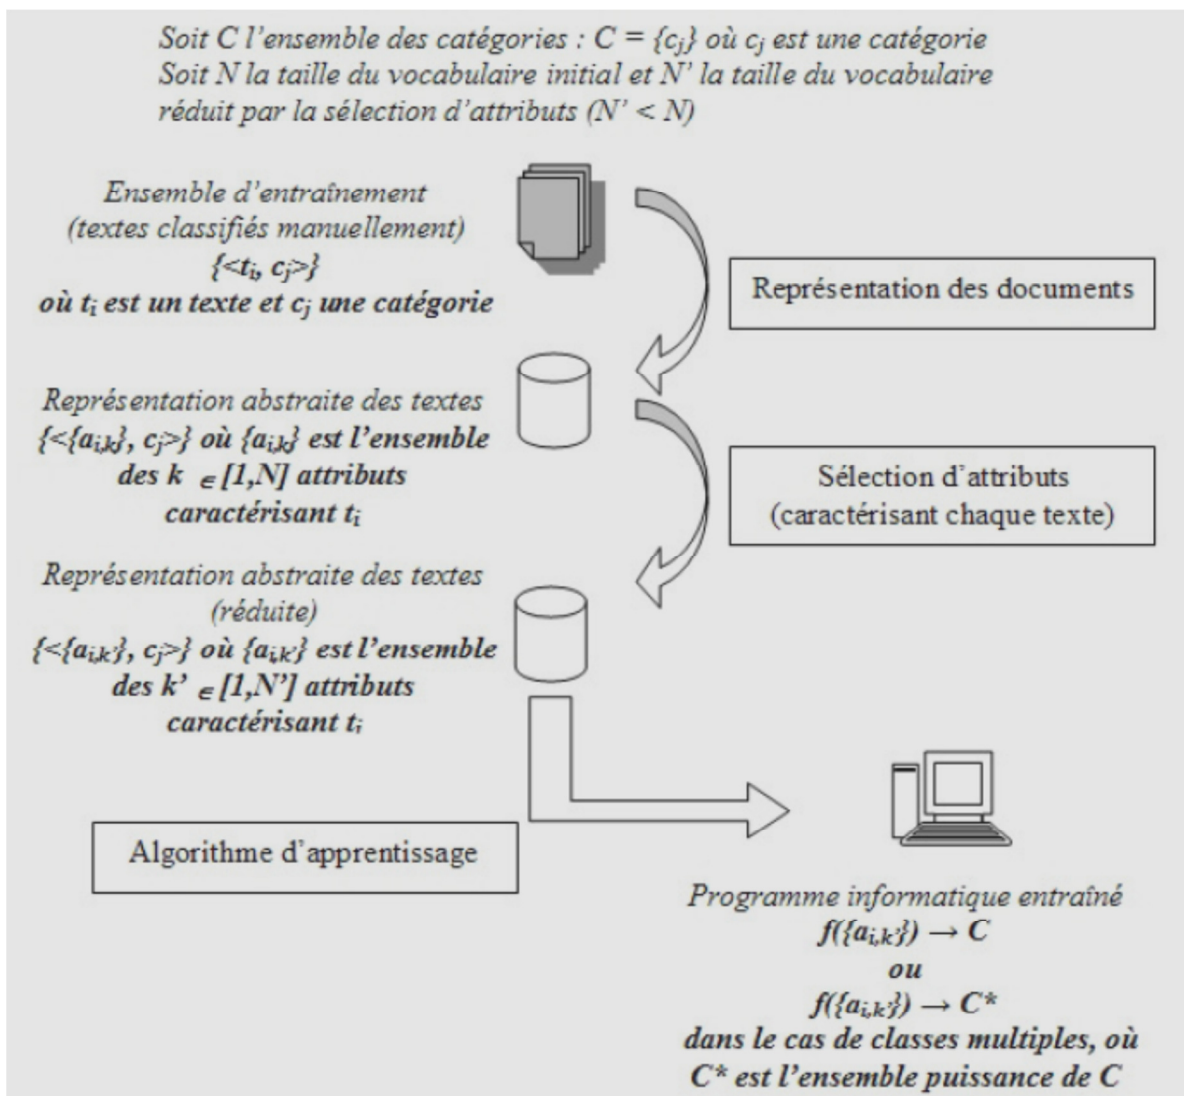 Soit C l'ensemble des catégories : C = {cj} où cj est une catégorie
Soit N la taille du vocabulaire initial et N' la taille du vocabulaire
réduit par la sélection d'attributs (N' < N)
Ensemble d'entraînement
(textes classifiés manuellement)
{<ti, cj>}
où ti est un texte et cj une catégorie
Représentation des documents
Représentation abstraite des textes
{<{ai,k}, cj>} où {ai,k} est l'ensemble
des k ∈ [1,N] attributs
caractérisant ti
Sélection d'attributs
(caractérisant chaque texte)
Représentation abstraite des textes
(réduite)
{<{ai,k'}, cj>} où {ai,k'} est l'ensemble
des k' ∈ [1,N'] attributs
caractérisant ti
Algorithme d'apprentissage
Programme informatique entraîné
f({ai,k'}) → C
ou
f({ai,k'}) → C*
dans le cas de classes multiples, où
C* est l'ensemble puissance de C